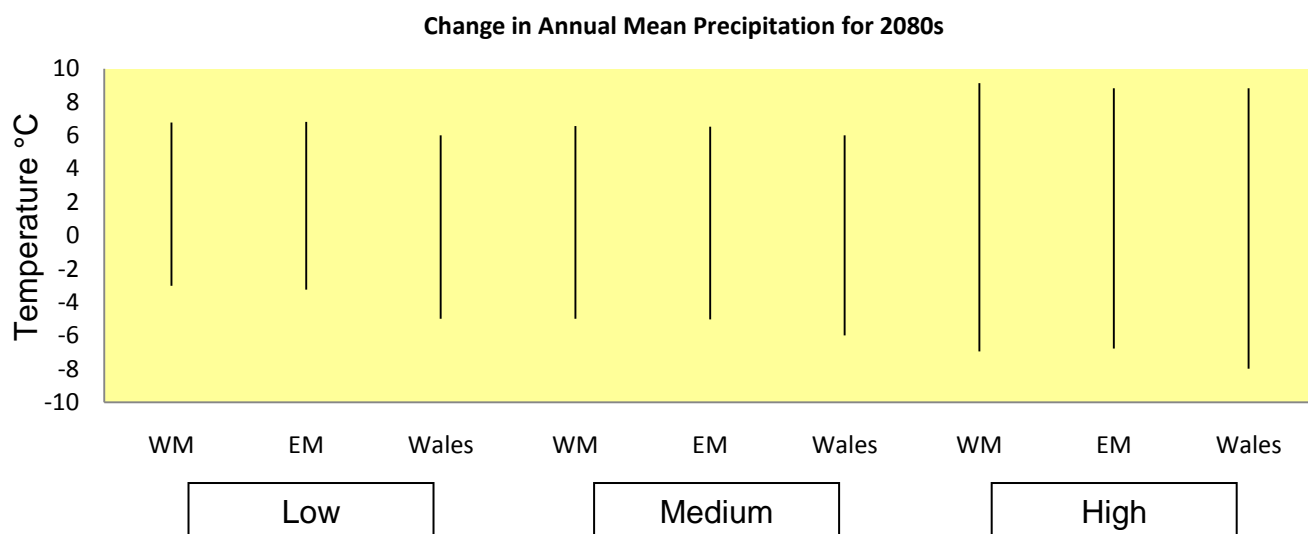 Change in Annual Mean Precipitation for 2080s
Temperature °C
10
8
6
4
2
0
-2
-4
-6
-8
-10
WM EM Wales WM EM Wales WM EM Wales
Low Medium High